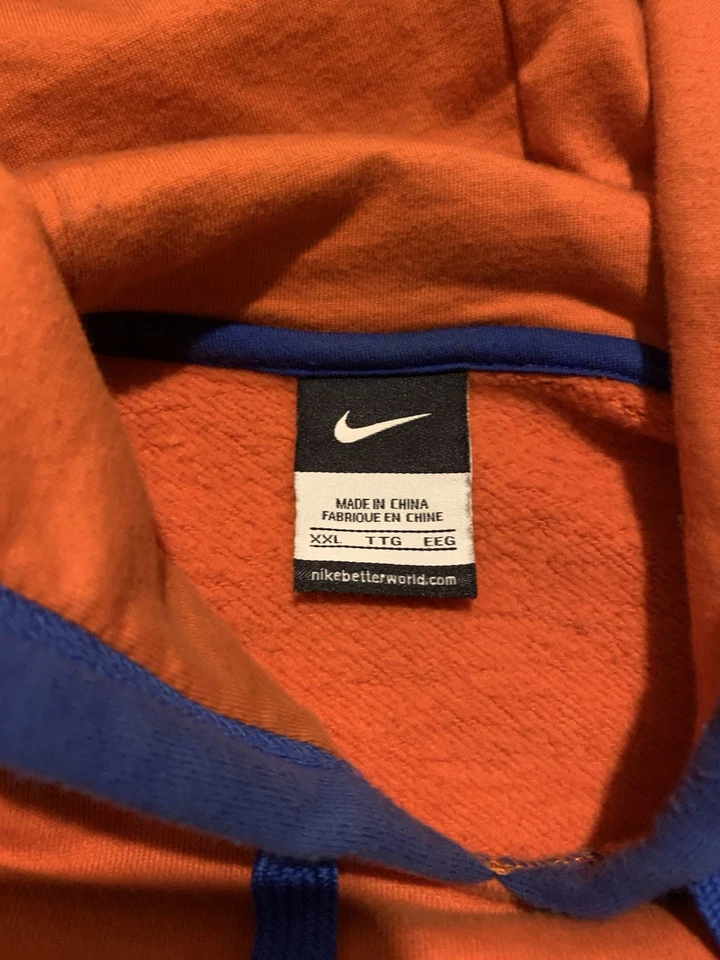 MADE IN CHINA
FABRIQUE EN CHINE
XXL TTG EEG
nikebetterworld.com